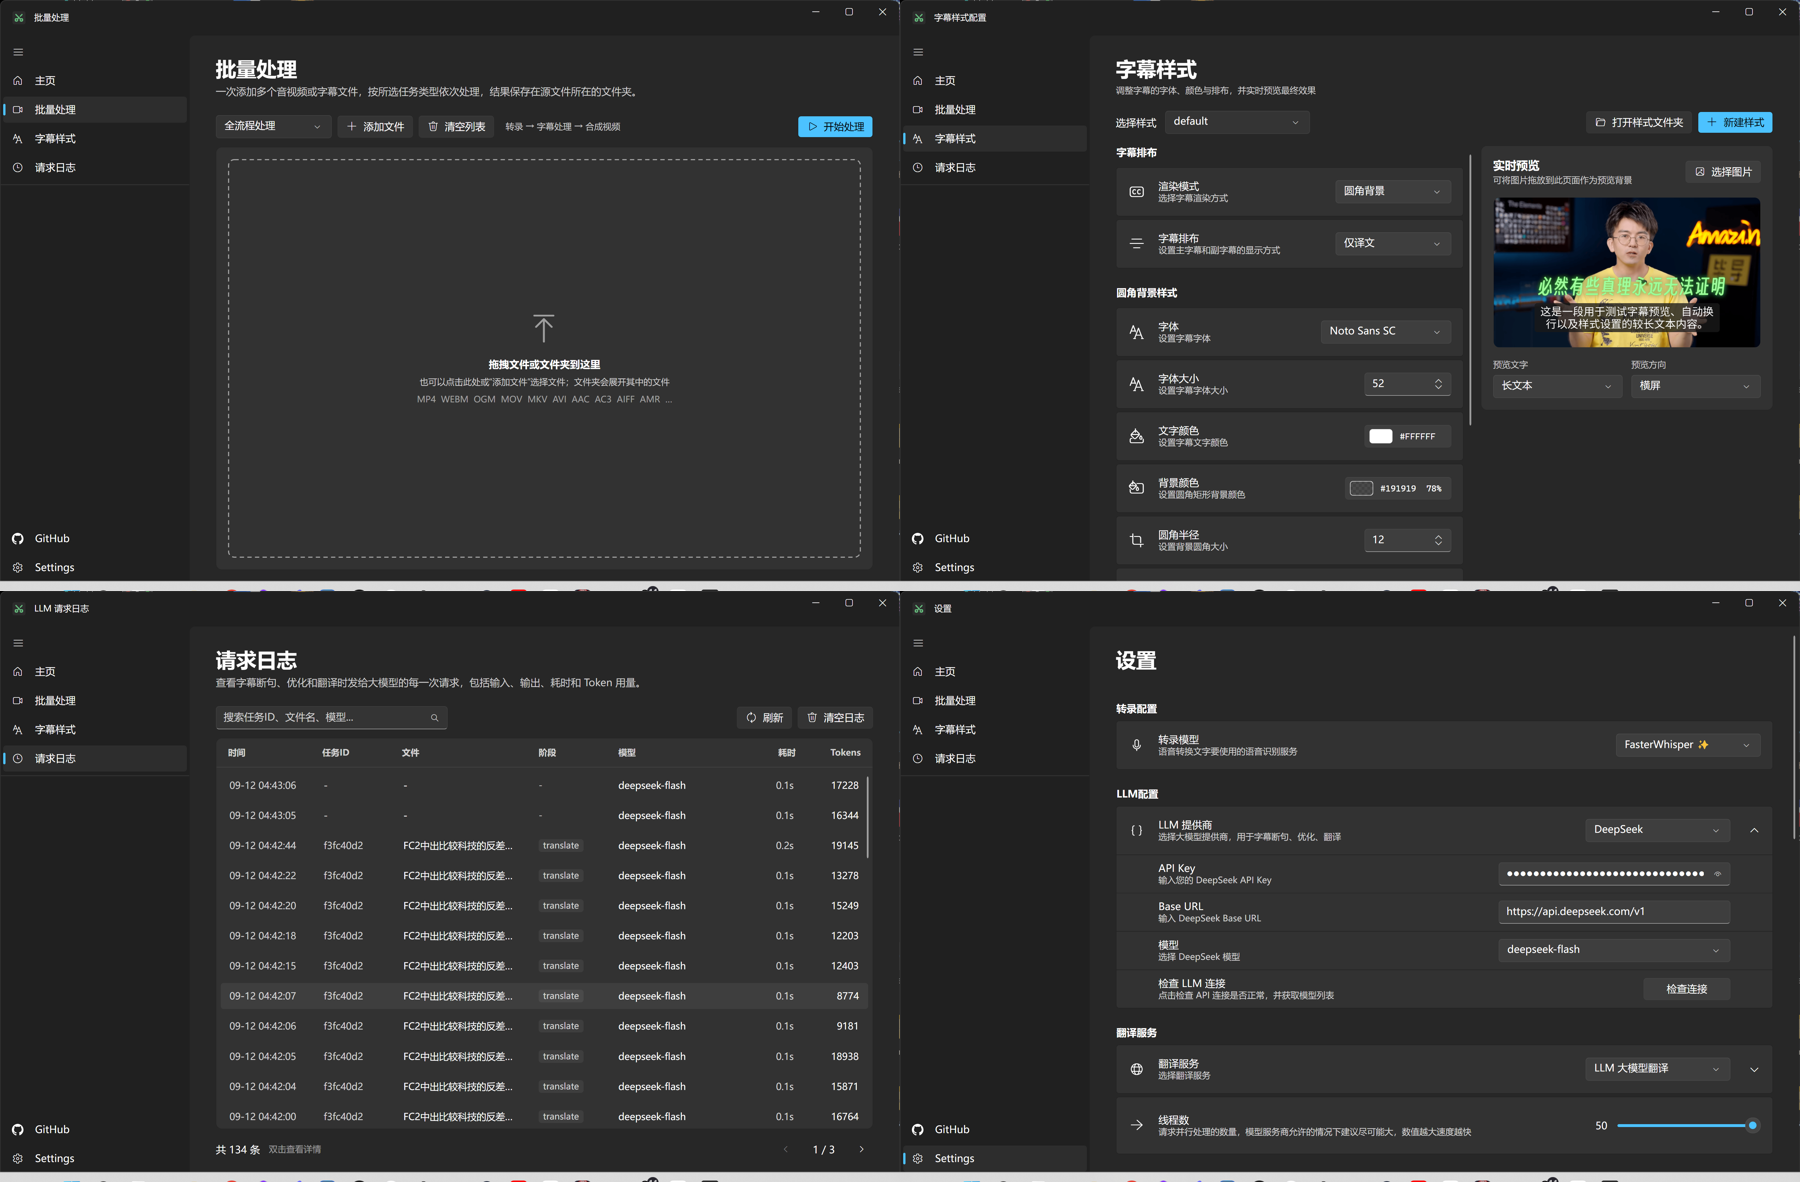 批量处理
主页
批量处理
字幕样式
请求日志
GitHub
Settings
批量处理
一次添加多个音视频或字幕文件，按所选任务类型依次处理，结果保存在源文件所在的文件夹。
全流程处理
添加文件
清空列表
转录 → 字幕处理 → 合成视频
开始处理
拖拽文件或文件夹到这里
也可以点击此处或"添加文件"选择文件；文件夹会展开其中的文件
MP4 WEBM OGM MOV MKV AVI AAC AC3 AIFF AMR ...
字幕样式配置
主页
批量处理
字幕样式
请求日志
GitHub
Settings
字幕样式
调整字幕的字体、颜色与排布，并实时预览最终效果
选择样式
default
打开样式文件夹
新建样式
字幕排布
渲染模式
选择字幕渲染方式
圆角背景
字幕排布
设置主字幕和副字幕的显示方式
仅译文
圆角背景样式
字体
设置字幕字体
Noto Sans SC
字体大小
设置字幕字体大小
52
文字颜色
设置字幕文字颜色
#FFFFFF
背景颜色
设置圆角矩形背景颜色
#191919 78%
圆角半径
设置背景圆角大小
12
实时预览
可将图片拖放到此页面作为预览背景
选择图片
The Elements
Amazin
必然有些真理永远无法证明
这是一段用于测试字幕预览、自动换
行以及样式设置的较长文本内容。
预览文字
长文本
预览方向
横屏
LLM 请求日志
主页
批量处理
字幕样式
请求日志
GitHub
Settings
请求日志
查看字幕断句、优化和翻译时发给大模型的每一次请求，包括输入、输出、耗时和 Token 用量。
搜索任务ID、文件名、模型...
刷新
清空日志
时间 任务ID 文件 阶段 模型 耗时 Tokens
09-12 04:43:06 - - - deepseek-flash 0.1s 17228
09-12 04:43:05 - - - deepseek-flash 0.1s 16344
09-12 04:42:44 f3fc40d2 FC2中出比较科技的反差... translate deepseek-flash 0.2s 19145
09-12 04:42:22 f3fc40d2 FC2中出比较科技的反差... translate deepseek-flash 0.1s 13278
09-12 04:42:20 f3fc40d2 FC2中出比较科技的反差... translate deepseek-flash 0.1s 15249
09-12 04:42:18 f3fc40d2 FC2中出比较科技的反差... translate deepseek-flash 0.1s 12203
09-12 04:42:15 f3fc40d2 FC2中出比较科技的反差... translate deepseek-flash 0.1s 12403
09-12 04:42:07 f3fc40d2 FC2中出比较科技的反差... translate deepseek-flash 0.1s 8774
09-12 04:42:06 f3fc40d2 FC2中出比较科技的反差... translate deepseek-flash 0.1s 9181
09-12 04:42:05 f3fc40d2 FC2中出比较科技的反差... translate deepseek-flash 0.1s 18938
09-12 04:42:04 f3fc40d2 FC2中出比较科技的反差... translate deepseek-flash 0.1s 15871
09-12 04:42:00 f3fc40d2 FC2中出比较科技的反差... translate deepseek-flash 0.1s 16764
共 134 条 双击查看详情
1 / 3
设置
主页
批量处理
字幕样式
请求日志
GitHub
Settings
设置
转录配置
转录模型
语音转换文字要使用的语音识别服务
FasterWhisper ✨
LLM配置
LLM 提供商
选择大模型提供商，用于字幕断句、优化、翻译
DeepSeek
API Key
输入您的 DeepSeek API Key
Base URL
输入 DeepSeek Base URL
https://api.deepseek.com/v1
模型
选择 DeepSeek 模型
deepseek-flash
检查 LLM 连接
点击检查 API 连接是否正常，并获取模型列表
检查连接
翻译服务
翻译服务
选择翻译服务
LLM 大模型翻译
线程数
请求并行处理的数量，模型服务商允许的情况下建议尽可能大，数值越大速度越快
50